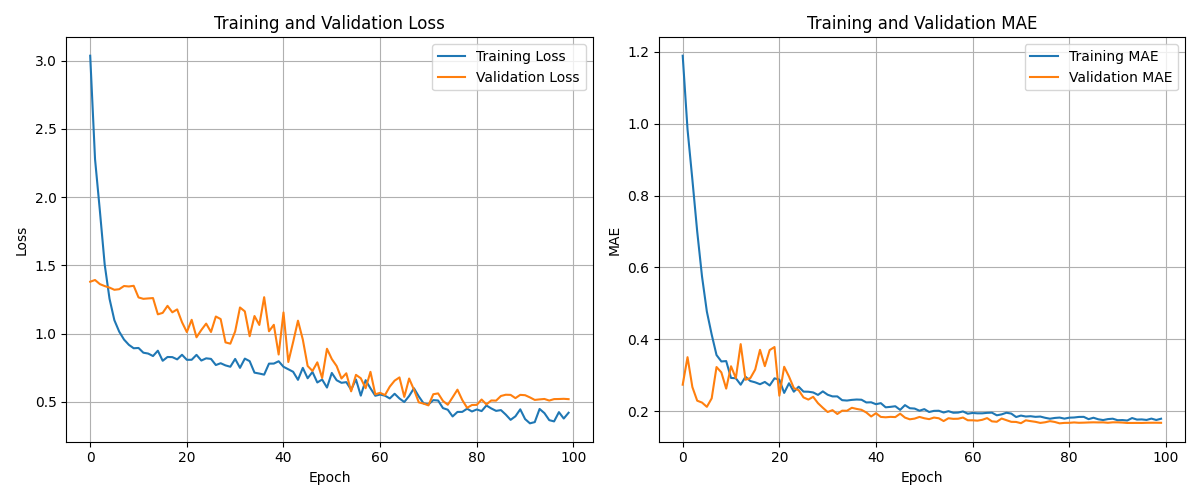 Training and Validation Loss
Training Loss
Validation Loss
3.0
2.5
2.0
1.5
1.0
0.5
Loss
0
20
40
60
80
100
Epoch
Training and Validation MAE
Training MAE
Validation MAE
1.2
1.0
0.8
0.6
0.4
0.2
MAE
0
20
40
60
80
100
Epoch